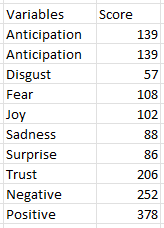 Variables Score
Anticipation 139
Anticipation 139
Disgust 57
Fear 108
Joy 102
Sadness 88
Surprise 86
Trust 206
Negative 252
Positive 378